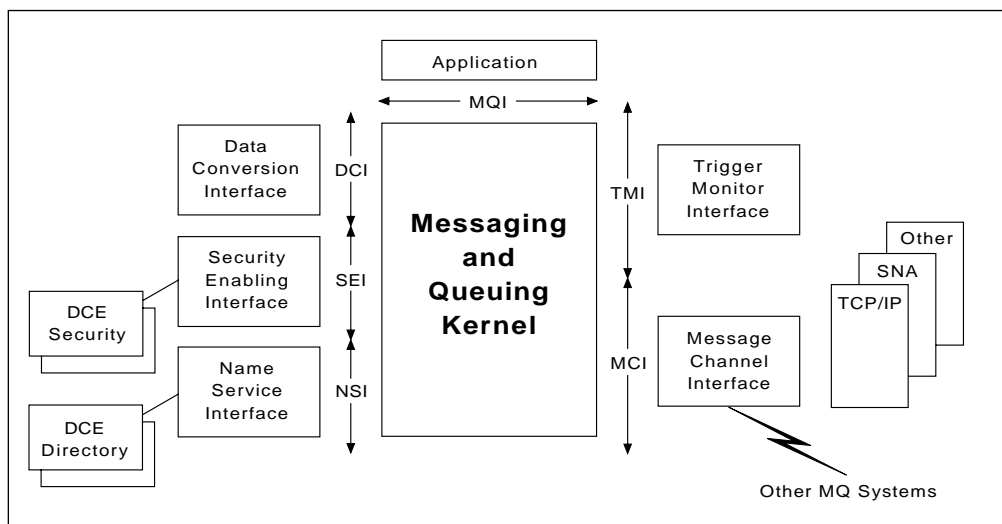 Application
MQI
Data
Conversion
Interface
DCI
Security
Enabling
Interface
SEI
DCE
Security
Name
Service
Interface
NSI
DCE
Directory
Messaging
and
Queuing
Kernel
TMI
Trigger
Monitor
Interface
MCI
Message
Channel
Interface
Other
SNA
TCP/IP
Other MQ Systems